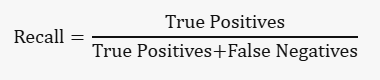 Recall = True Positives
True Positives+False Negatives